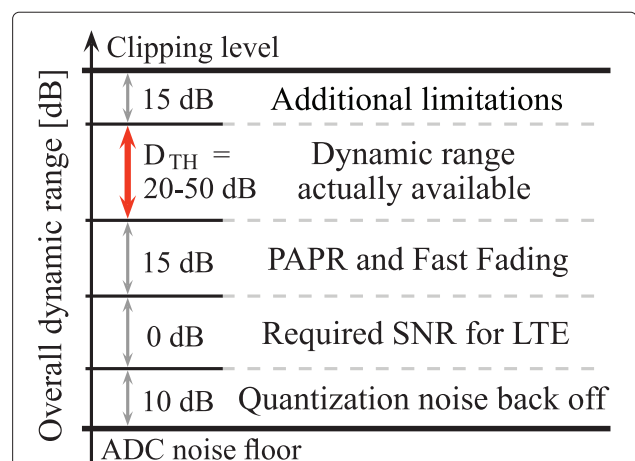 Clipping level
15 dB
Additional limitations
D TH =
20-50 dB
Dynamic range
actually available
15 dB
PAPR and Fast Fading
0 dB
Required SNR for LTE
10 dB
Quantization noise back off
ADC noise floor
Overall dynamic range [dB]